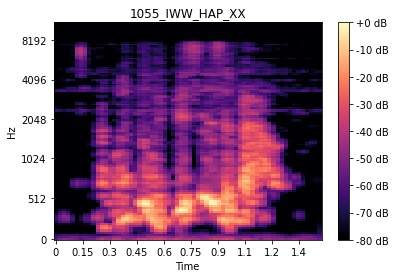 1055_IWW_HAP_XX
+0 dB
8192
-10 dB
4096
-20 dB
-30 dB
2048
Hz
-40 dB
1024
-50 dB
512
-60 dB
-70 dB
0
-80 dB
0 0.15 0.3 0.45 0.6 0.75 0.9 1.1 1.2 1.4
Time